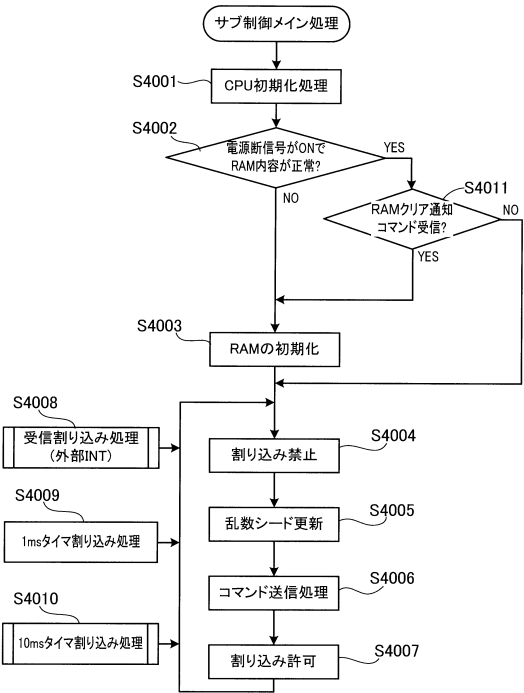 サブ制御メイン処理
S4001
CPU初期化処理
S4002
電源断信号がONで
RAM内容が正常?
YES
NO
S4011
RAMクリア通知
コマンド受信?
NO
YES
S4003
RAMの初期化
S4008
受信割り込み処理
(外部INT)
S4004
割り込み禁止
S4009
1msタイマ割り込み処理
S4005
乱数シード更新
S4006
コマンド送信処理
S4010
10msタイマ割り込み処理
S4007
割り込み許可